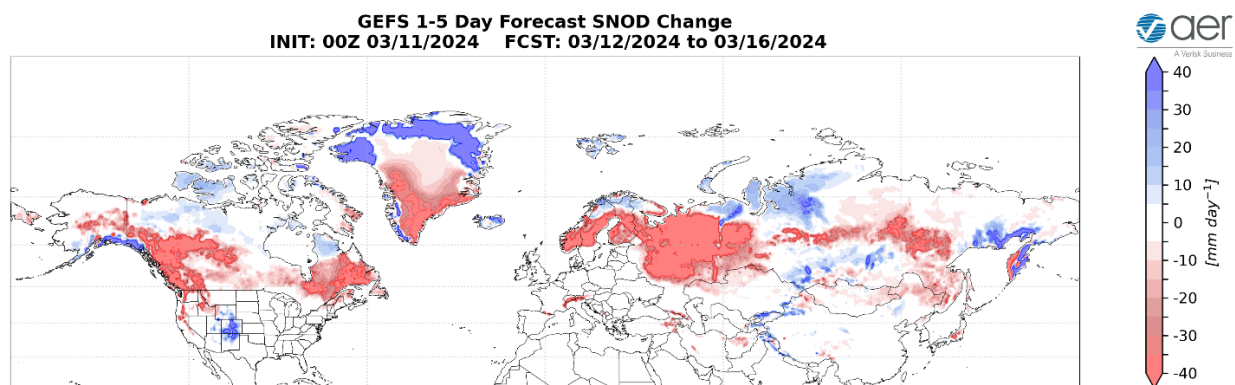 GEFS 1-5 Day Forecast SNOD Change
INIT: 00Z 03/11/2024 FCST: 03/12/2024 to 03/16/2024
aer
A Verisk Business
40
30
20
10
0
-10
-20
-30
-40
[mm day⁻¹]